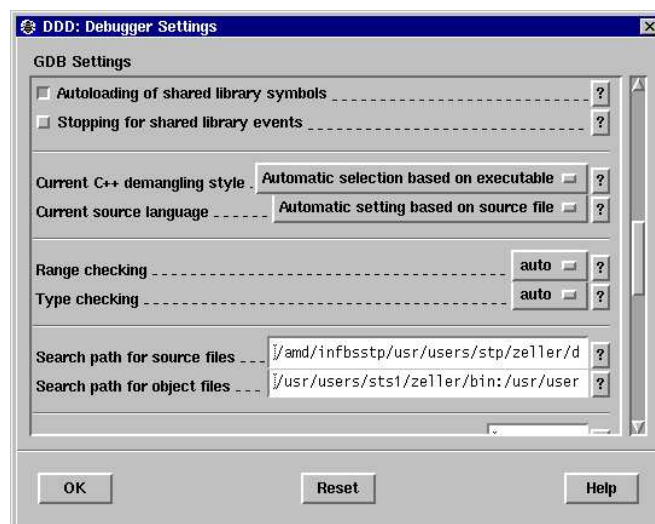 DDD: Debugger Settings
GDB Settings
Autoloading of shared library symbols ?
Stopping for shared library events ?
Current C++ demangling style Automatic selection based on executable ?
Current source language Automatic setting based on source file ?
Range checking auto ?
Type checking auto ?
Search path for source files /amd/infbsstp/usr/users/stp/zeller/d ?
Search path for object files /usr/users/sts1/zeller/bin:/usr/user ?
OK Reset Help